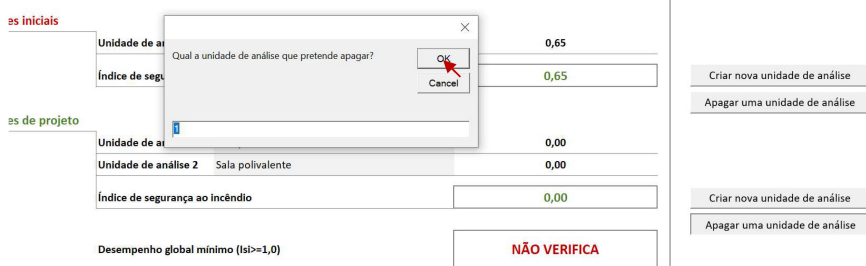 es iniciais
Unidade de a
0,65
Qual a unidade de análise que pretende apagar?
OK
Índice de segu
0,65
Criar nova unidade de análise
Cancel
Apagar uma unidade de análise
es de projeto
1
Unidade de a
0,00
Unidade de análise 2 Sala polivalente 0,00
Índice de segurança ao incêndio 0,00
Criar nova unidade de análise
Apagar uma unidade de análise
Desempenho global mínimo (Isi>=1,0) NÃO VERIFICA